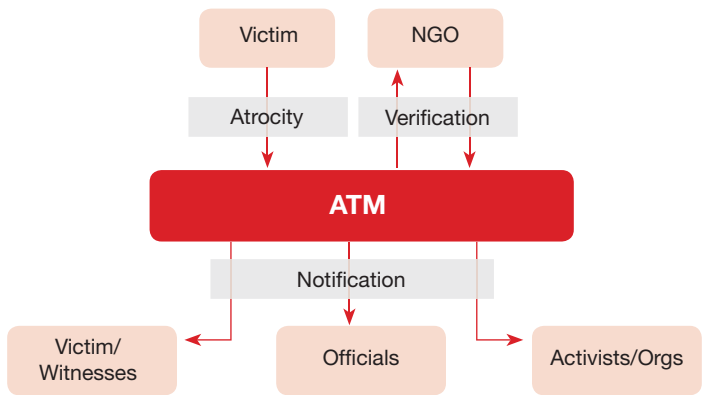 Victim
NGO
Atrocity
Verification
ATM
Notification
Victim/
Witnesses
Officials
Activists/Orgs